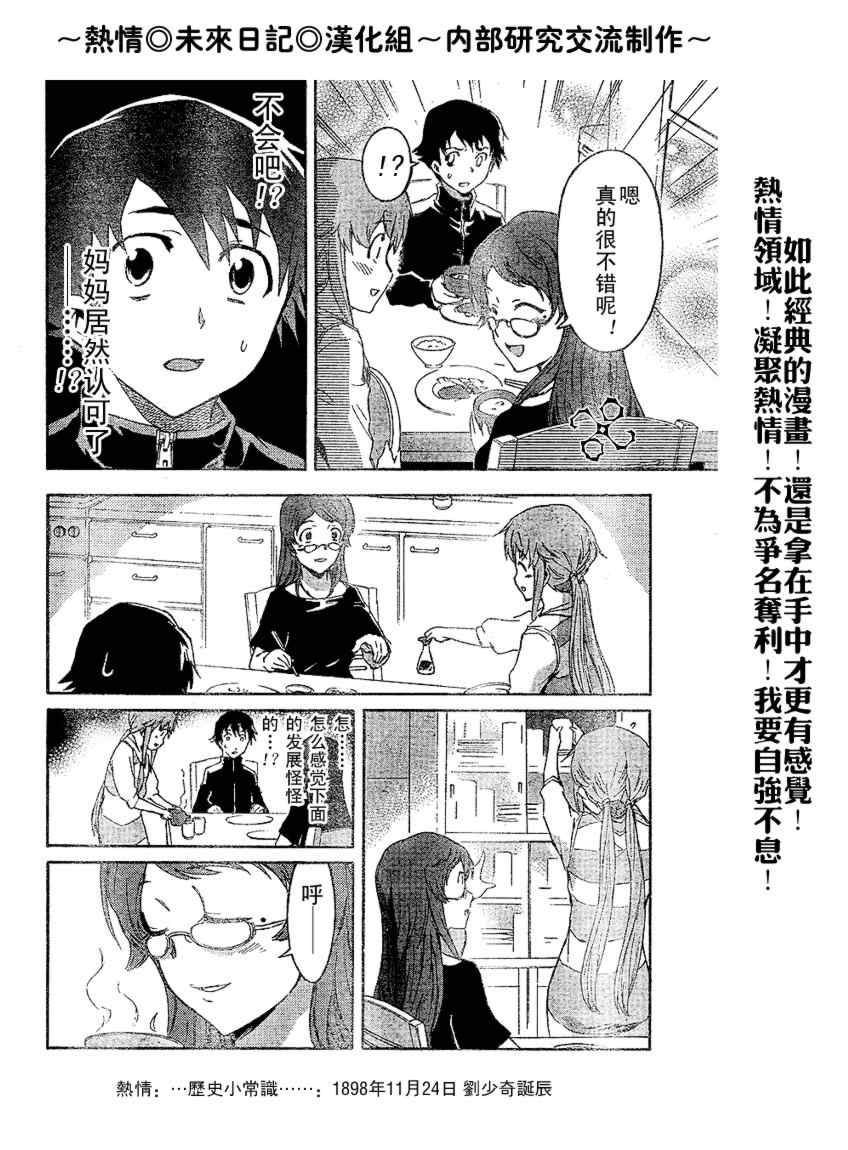 ～熱情◎未來日記◎漢化組～内部研究交流制作～
嗯
真的很不错呢！
！？
不会吧！？
妈妈居然认可了
——……！？
怎……
怎么感觉下面
的发展怪怪
的…！？
呼——
如此經典的漫畫！還是拿在手中才更有感覺！
熱情領域！凝聚熱情！不為爭名奪利！我要自強不息！
熱情：…歷史小常識……：1898年11月24日 劉少奇誕辰